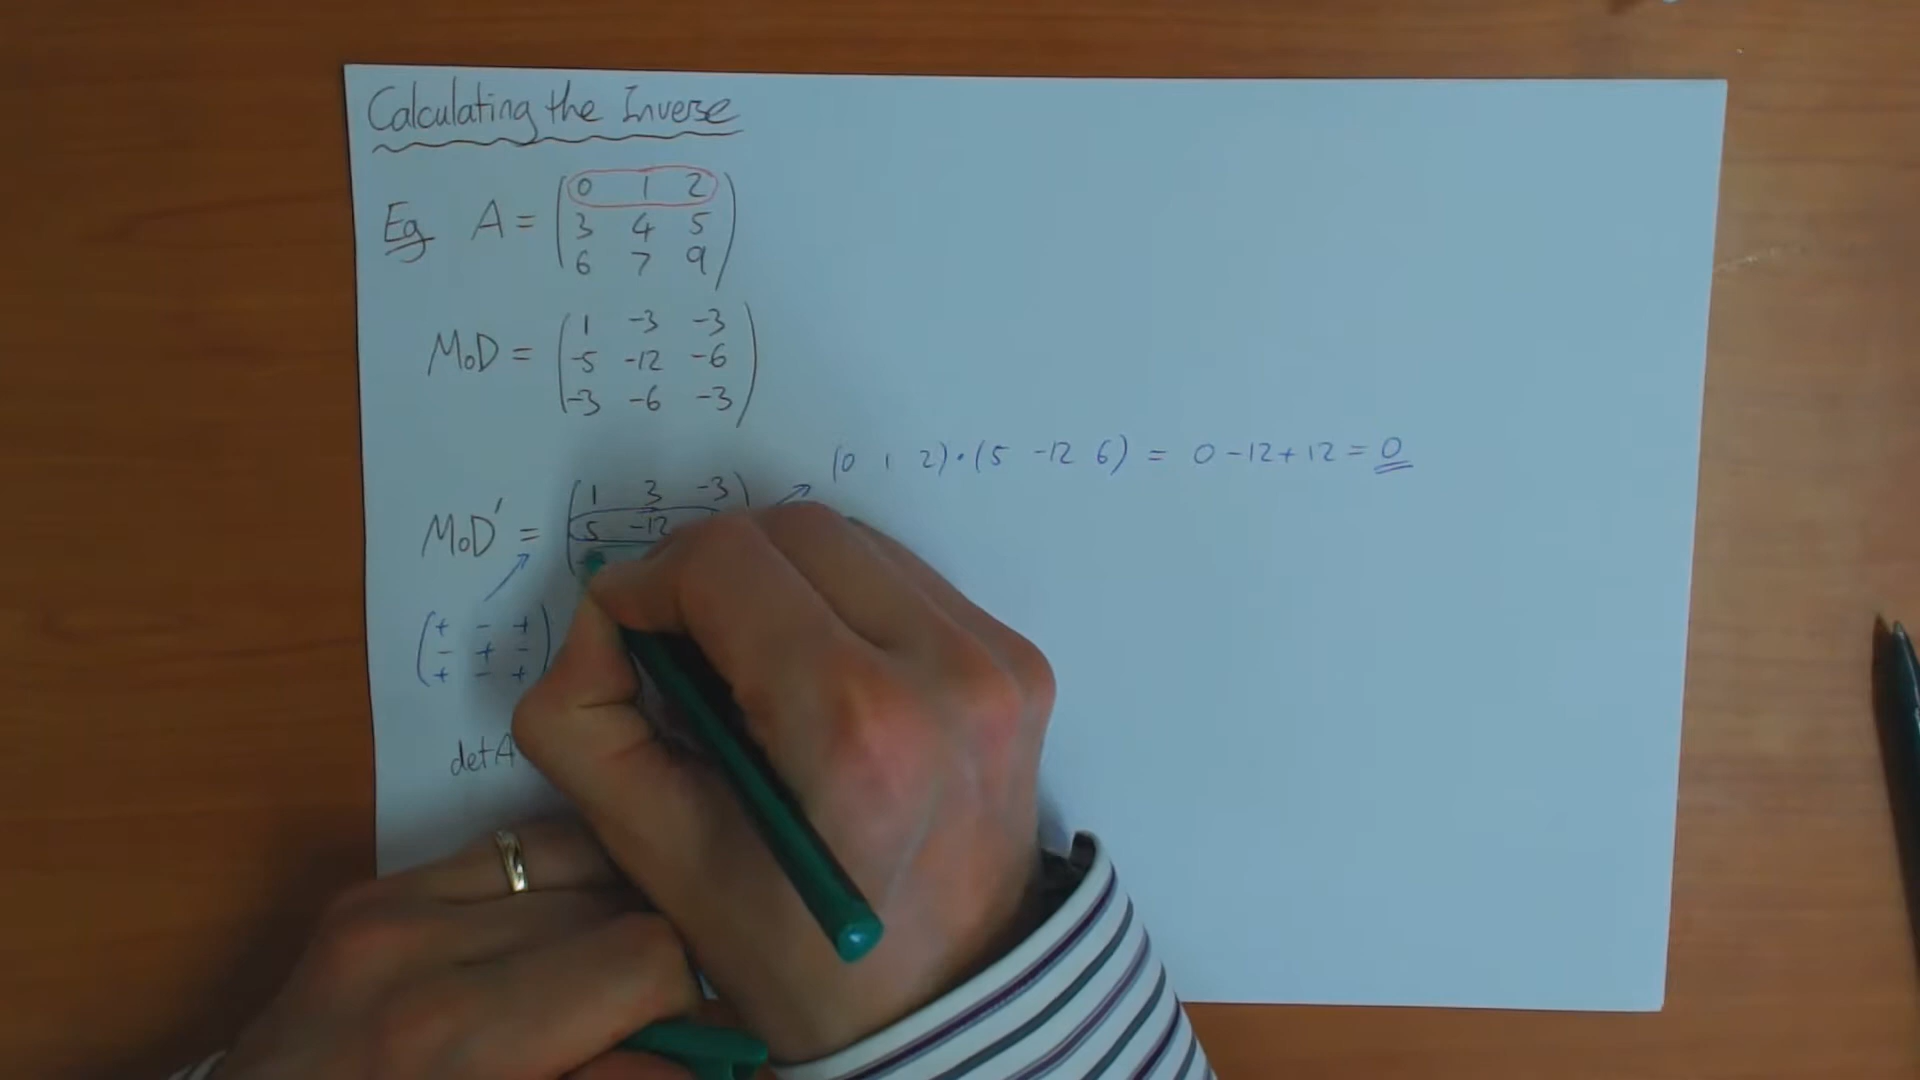 Calculating the Inverse
Eg A = (0 1 2
3 4 5
6 7 9)
MoD = (1 -3 -3
-5 -12 -6
-3 -6 -3)
(0 1 2)·(5 -12 6) = 0 -12 + 12 = 0
MoD' = (1 3 -3)
5 -12
(+ - +
- + -
+ - +)
det A